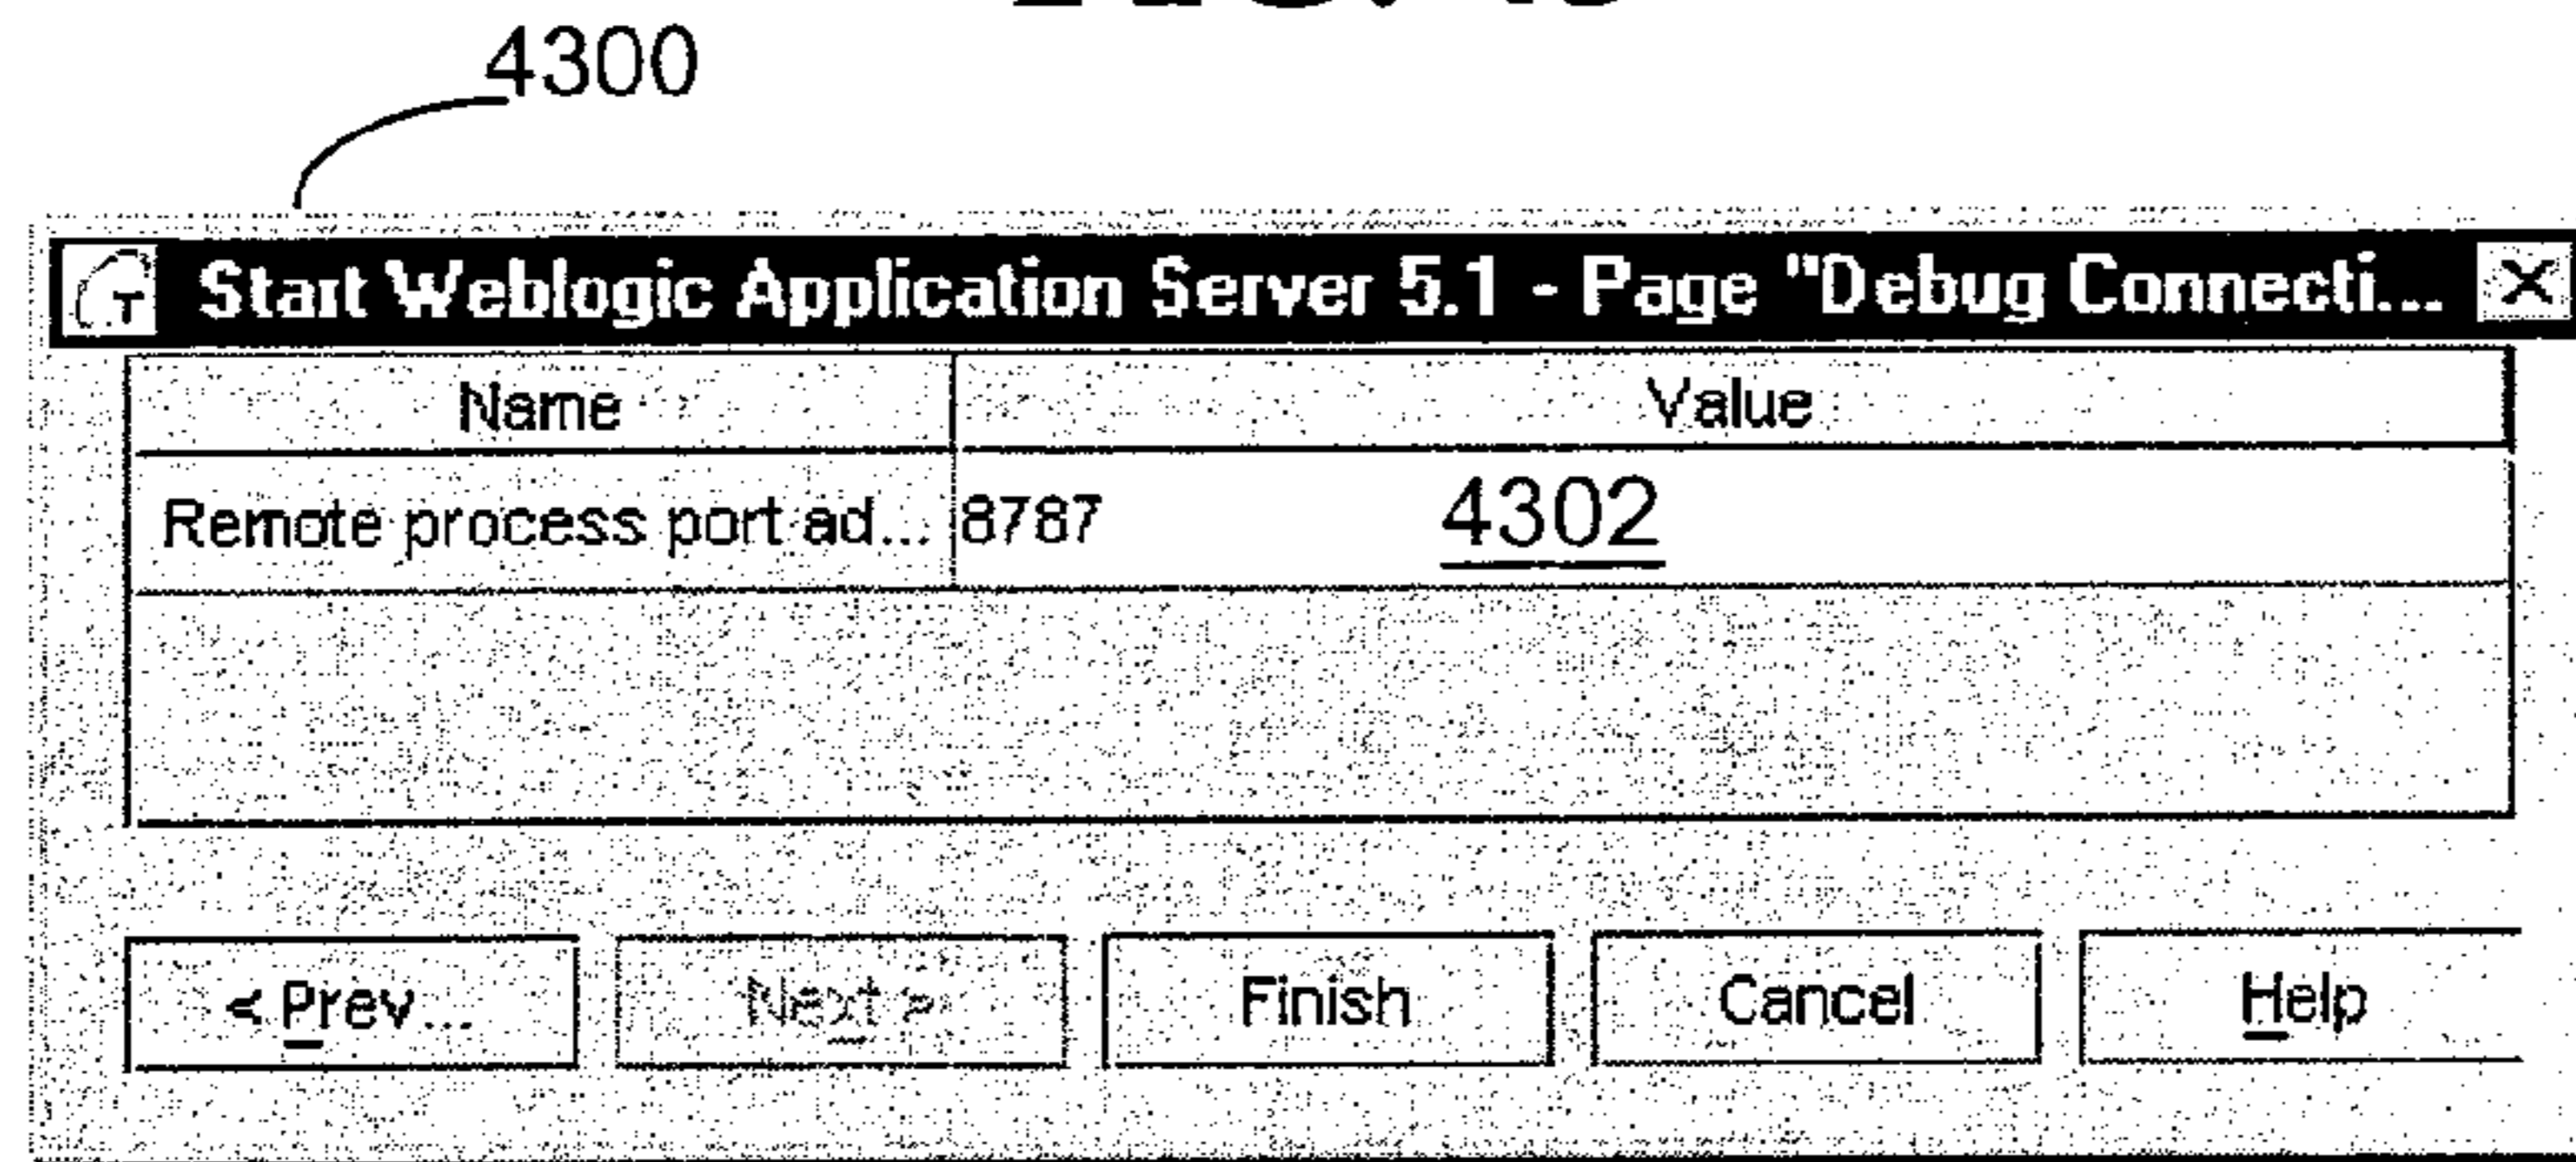 4300
Start Weblogic Application Server 5.1 - Page "Debug Connecti...
Name Value
Remote process port ad... 8787 4302
< Prev... Next > Finish Cancel Help